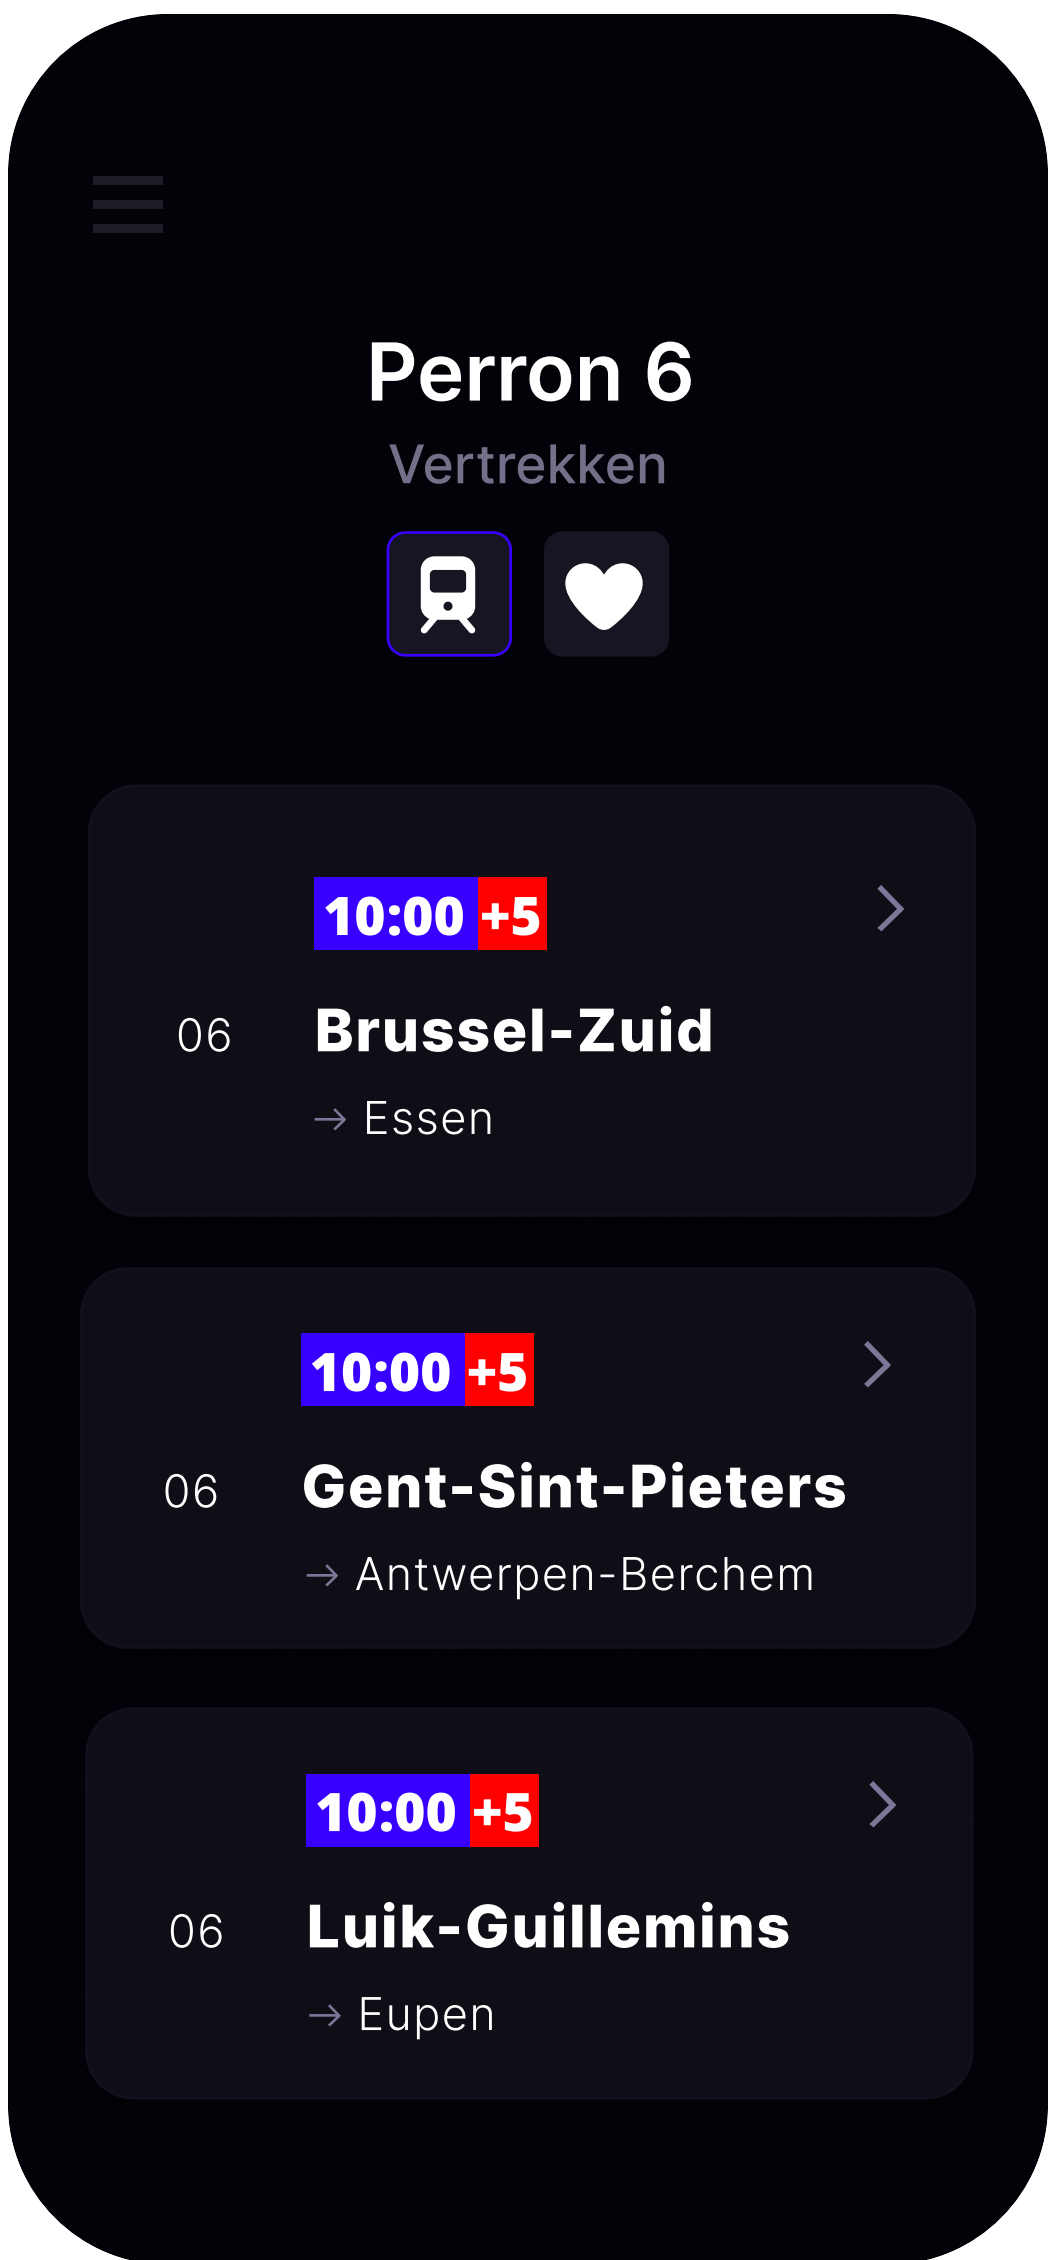 Perron 6
Vertrekken
10:00 +5
06 Brussel-Zuid
→ Essen
10:00 +5
06 Gent-Sint-Pieters
→ Antwerpen-Berchem
10:00 +5
06 Luik-Guillemins
→ Eupen